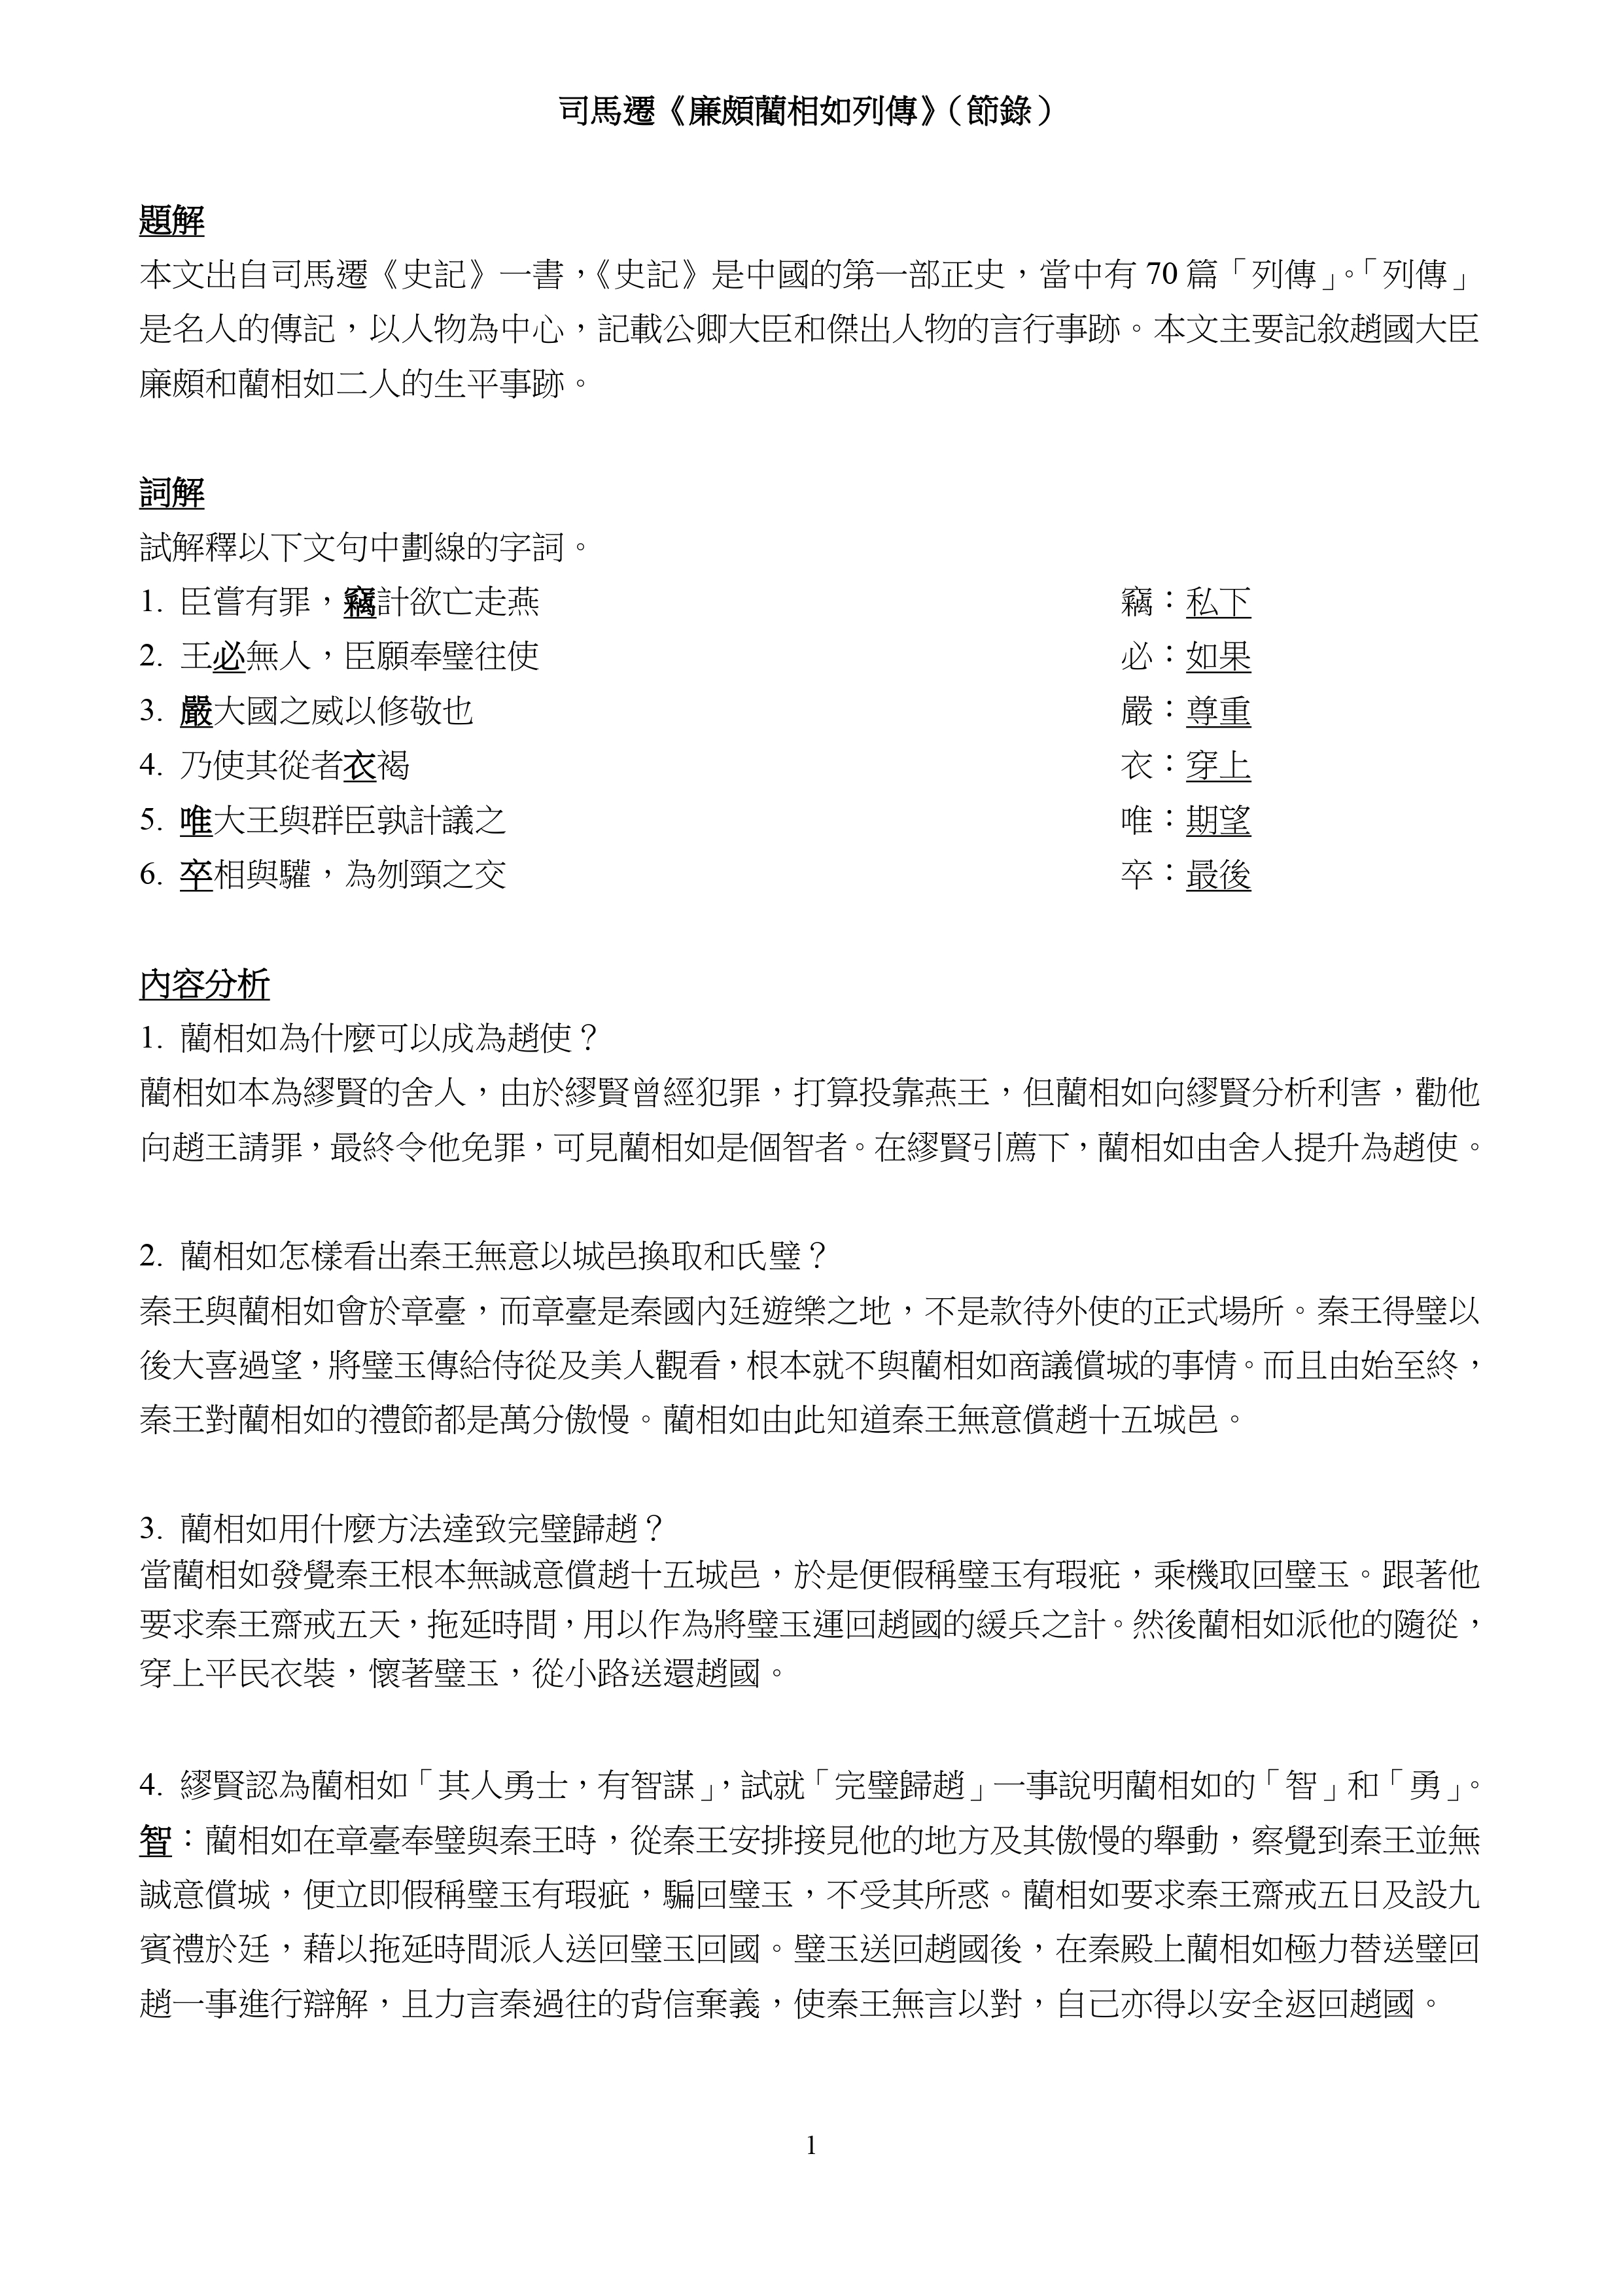 司馬遷《廉頗藺相如列傳》（節錄）
題解
本文出自司馬遷《史記》一書，《史記》是中國的第一部正史，當中有 70 篇「列傳」。「列傳」
是名人的傳記，以人物為中心，記載公卿大臣和傑出人物的言行事跡。本文主要記敘趙國大臣
廉頗和藺相如二人的生平事跡。
詞解
試解釋以下文句中劃線的字詞。
1. 臣嘗有罪，竊計欲亡走燕 竊：私下
2. 王必無人，臣願奉璧往使 必：如果
3. 嚴大國之威以修敬也 嚴：尊重
4. 乃使其從者衣褐 衣：穿上
5. 唯大王與群臣孰計議之 唯：期望
6. 卒相與驩，為刎頸之交 卒：最後
內容分析
1. 藺相如為什麼可以成為趙使？
藺相如本為繆賢的舍人，由於繆賢曾經犯罪，打算投靠燕王，但藺相如向繆賢分析利害，勸他
向趙王請罪，最終令他免罪，可見藺相如是個智者。在繆賢引薦下，藺相如由舍人提升為趙使。
2. 藺相如怎樣看出秦王無意以城邑換取和氏璧？
秦王與藺相如會於章臺，而章臺是秦國內廷遊樂之地，不是款待外使的正式場所。秦王得璧以
後大喜過望，將璧玉傳給侍從及美人觀看，根本就不與藺相如商議償城的事情。而且由始至終，
秦王對藺相如的禮節都是萬分傲慢。藺相如由此知道秦王無意償趙十五城邑。
3. 藺相如用什麼方法達致完璧歸趙？
當藺相如發覺秦王根本無誠意償趙十五城邑，於是便假稱璧玉有瑕疵，乘機取回璧玉。跟著他
要求秦王齋戒五天，拖延時間，用以作為將璧玉運回趙國的緩兵之計。然後藺相如派他的隨從，
穿上平民衣裝，懷著璧玉，從小路送還趙國。
4. 繆賢認為藺相如「其人勇士，有智謀」，試就「完璧歸趙」一事說明藺相如的「智」和「勇」。
智：藺相如在章臺奉璧與秦王時，從秦王安排接見他的地方及其傲慢的舉動，察覺到秦王並無
誠意償城，便立即假稱璧玉有瑕疵，騙回璧玉，不受其所惑。藺相如要求秦王齋戒五日及設九
賓禮於廷，藉以拖延時間派人送回璧玉回國。璧玉送回趙國後，在秦殿上藺相如極力替送璧回
趙一事進行辯解，且力言秦過往的背信棄義，使秦王無言以對，自己亦得以安全返回趙國。
1